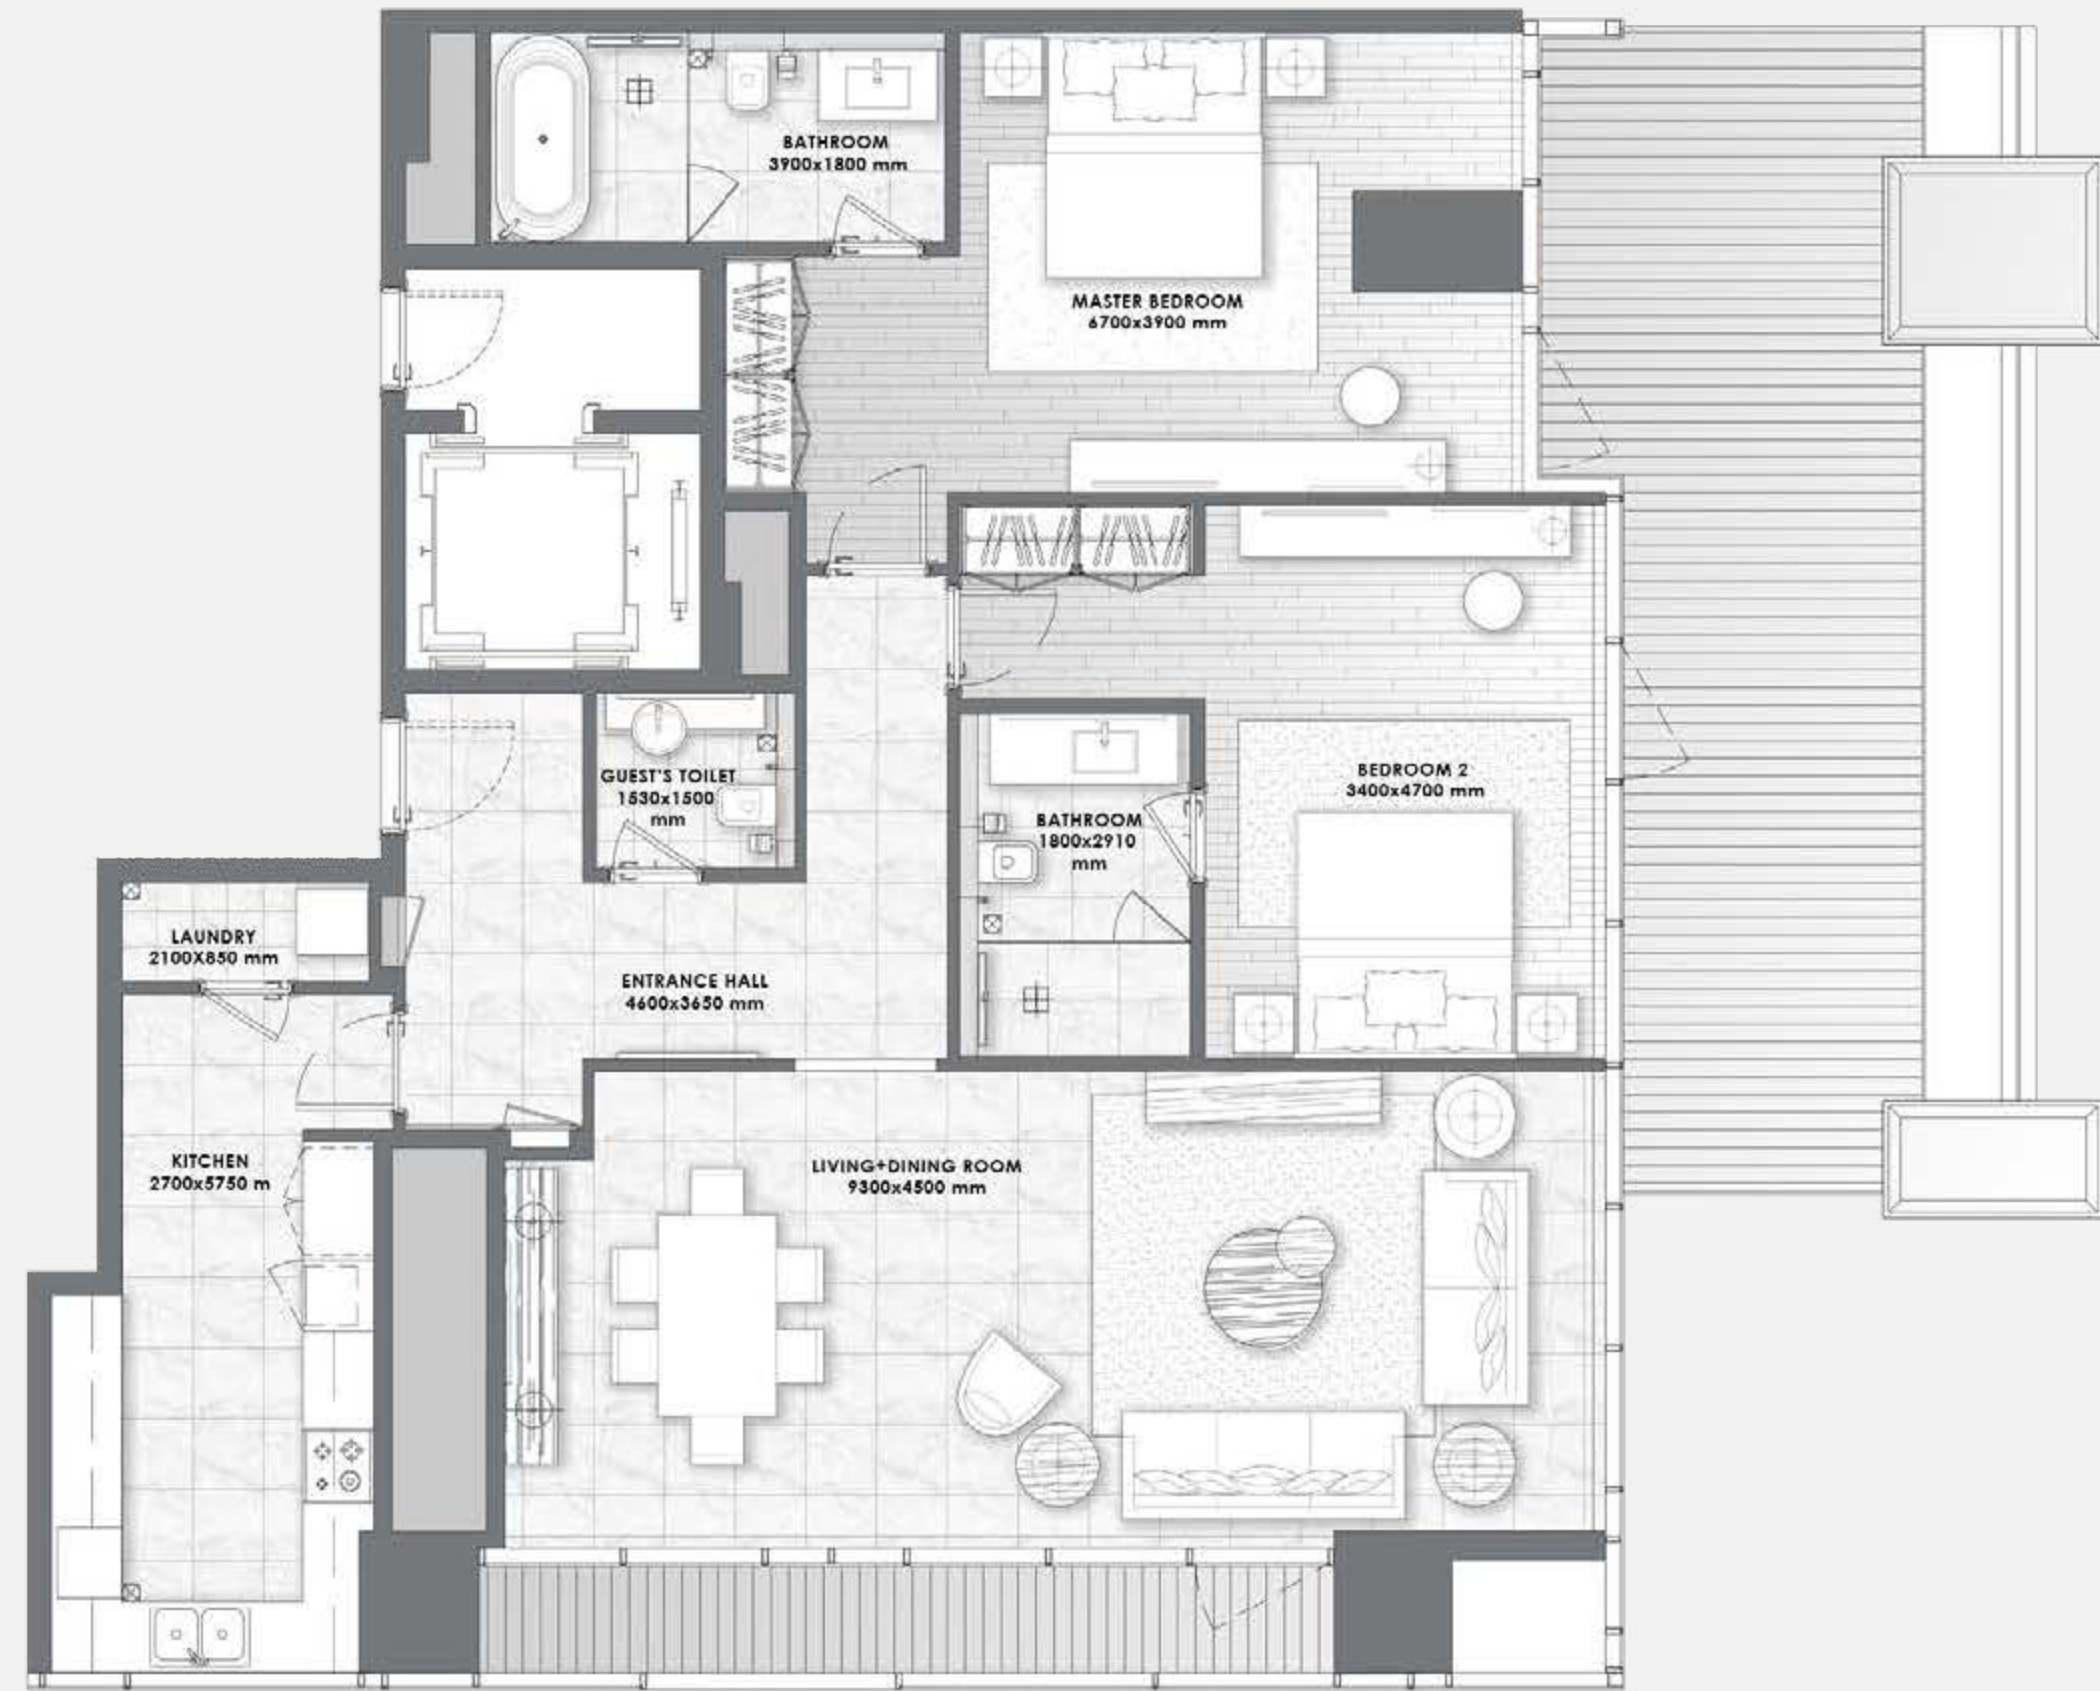 BATHROOM
3900x1800 mm
MASTER BEDROOM
6700x3900 mm
GUEST'S TOILET
1530x1500
mm
BEDROOM 2
3400x4700 mm
BATHROOM
1800x2910
mm
LAUNDRY
2100X850 mm
ENTRANCE HALL
4600x3650 mm
KITCHEN
2700x5750 m
LIVING+DINING ROOM
9300x4500 mm